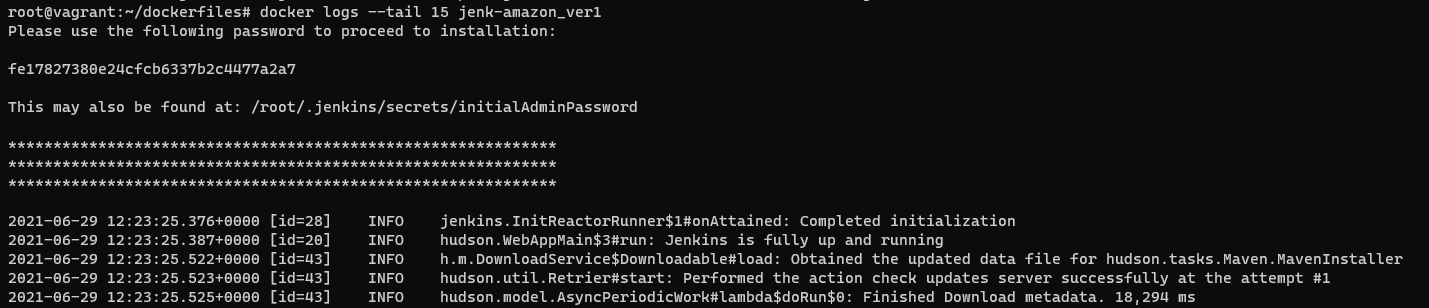 root@vagrant:~/dockerfiles# docker logs --tail 15 jenk-amazon_ver1
Please use the following password to proceed to installation:
fe17827380e24cfcb6337b2c4477a2a7
This may also be found at: /root/.jenkins/secrets/initialAdminPassword
*************************************************************
*************************************************************
*************************************************************
2021-06-29 12:23:25.376+0000 [id=28]    INFO    jenkins.InitReactorRunner$1#onAttained: Completed initialization
2021-06-29 12:23:25.387+0000 [id=20]    INFO    hudson.WebAppMain$3#run: Jenkins is fully up and running
2021-06-29 12:23:25.522+0000 [id=43]    INFO    h.m.DownloadService$Downloadable#load: Obtained the updated data file for hudson.tasks.Maven.MavenInstaller
2021-06-29 12:23:25.523+0000 [id=43]    INFO    hudson.util.Retrier#start: Performed the action check updates server successfully at the attempt #1
2021-06-29 12:23:25.525+0000 [id=43]    INFO    hudson.model.AsyncPeriodicWork#lambda$doRun$0: Finished Download metadata. 18,294 ms